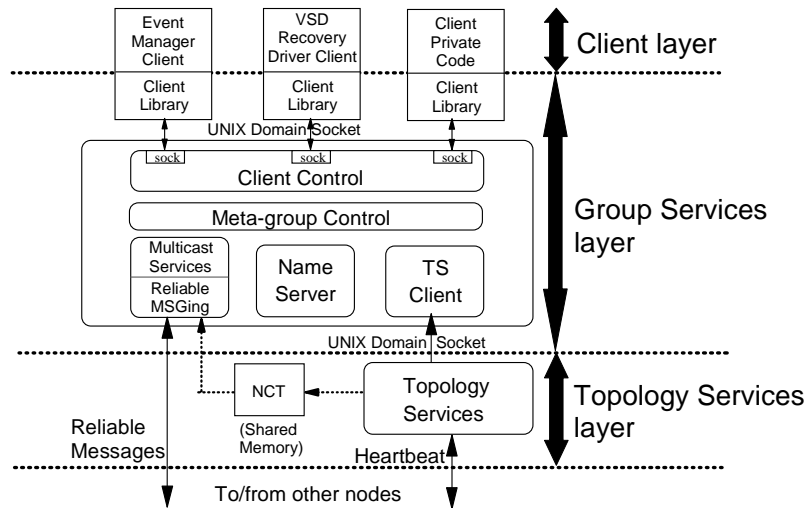 Event
Manager
Client
VSD
Recovery
Driver Client
Client
Private
Code
Client layer
Client
Library
Client
Library
Client
Library
UNIX Domain Socket
sock
sock
sock
Client Control
Meta-group Control
Group Services
layer
Multicast
Services
Reliable
MSGing
Name
Server
TS
Client
UNIX Domain Socket
NCT
(Shared
Memory)
Topology
Services
Topology Services
layer
Reliable
Messages
Heartbeat
To/from other nodes